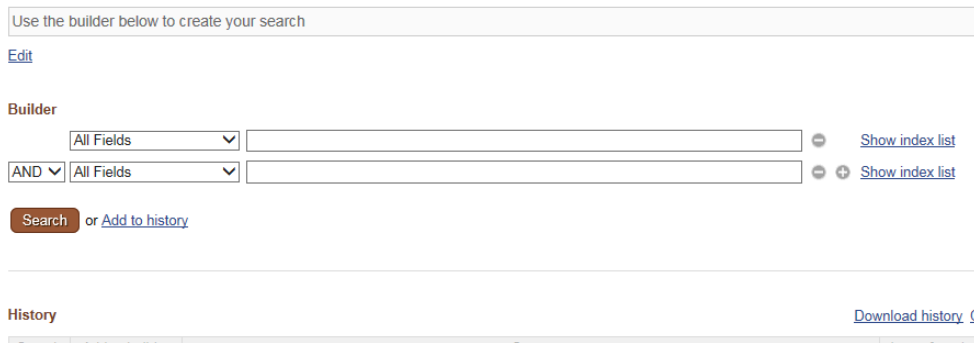 Use the builder below to create your search
Edit
Builder
All Fields Show index list
AND All Fields Show index list
Search or Add to history
History Download history